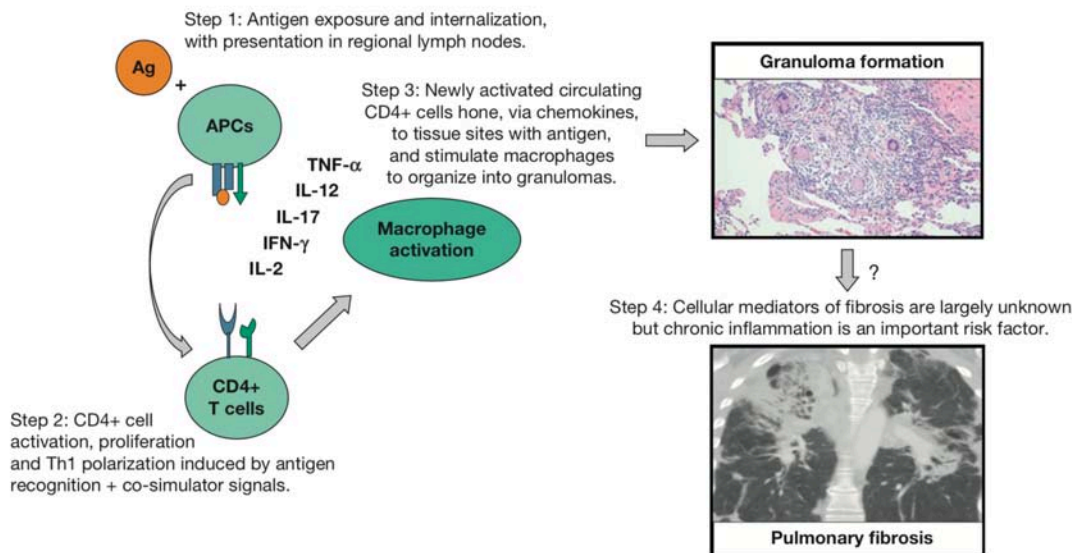 Step 1: Antigen exposure and internalization,
with presentation in regional lymph nodes.
Ag
+
APCs
Step 3: Newly activated circulating
CD4+ cells hone, via chemokines,
to tissue sites with antigen,
and stimulate macrophages
to organize into granulomas.
TNF-α
IL-12
IL-17
IFN-γ
IL-2
Macrophage
activation
CD4+
T cells
Step 2: CD4+ cell
activation, proliferation
and Th1 polarization induced by antigen
recognition + co-simulator signals.
Granuloma formation
?
Step 4: Cellular mediators of fibrosis are largely unknown
but chronic inflammation is an important risk factor.
Pulmonary fibrosis